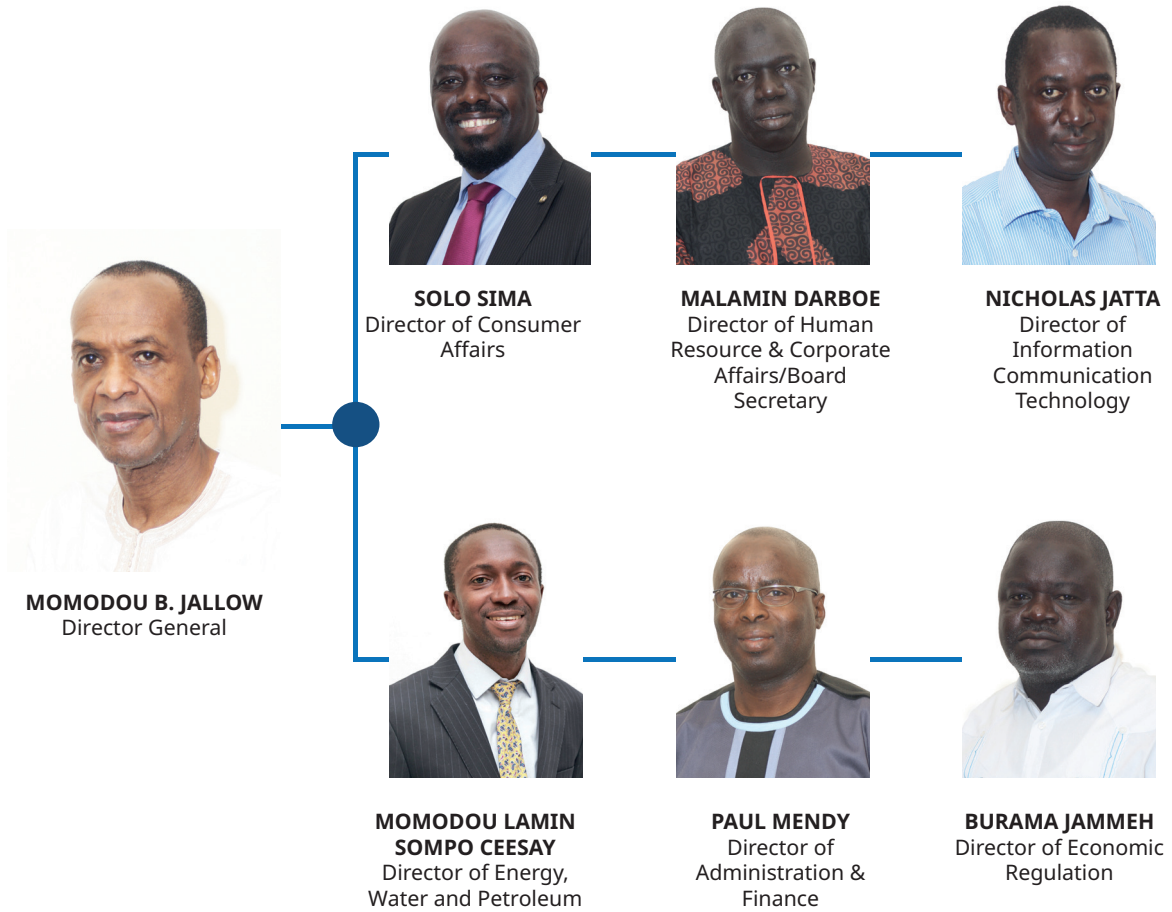 SOLO SIMA
Director of Consumer
Affairs
MALAMIN DARBOE
Director of Human
Resource & Corporate
Affairs/Board
Secretary
NICHOLAS JATTA
Director of
Information
Communication
Technology
MOMODOU B. JALLOW
Director General
MOMODOU LAMIN
SOMPO CEESAY
Director of Energy,
Water and Petroleum
PAUL MENDY
Director of
Administration &
Finance
BURAMA JAMMEH
Director of Economic
Regulation